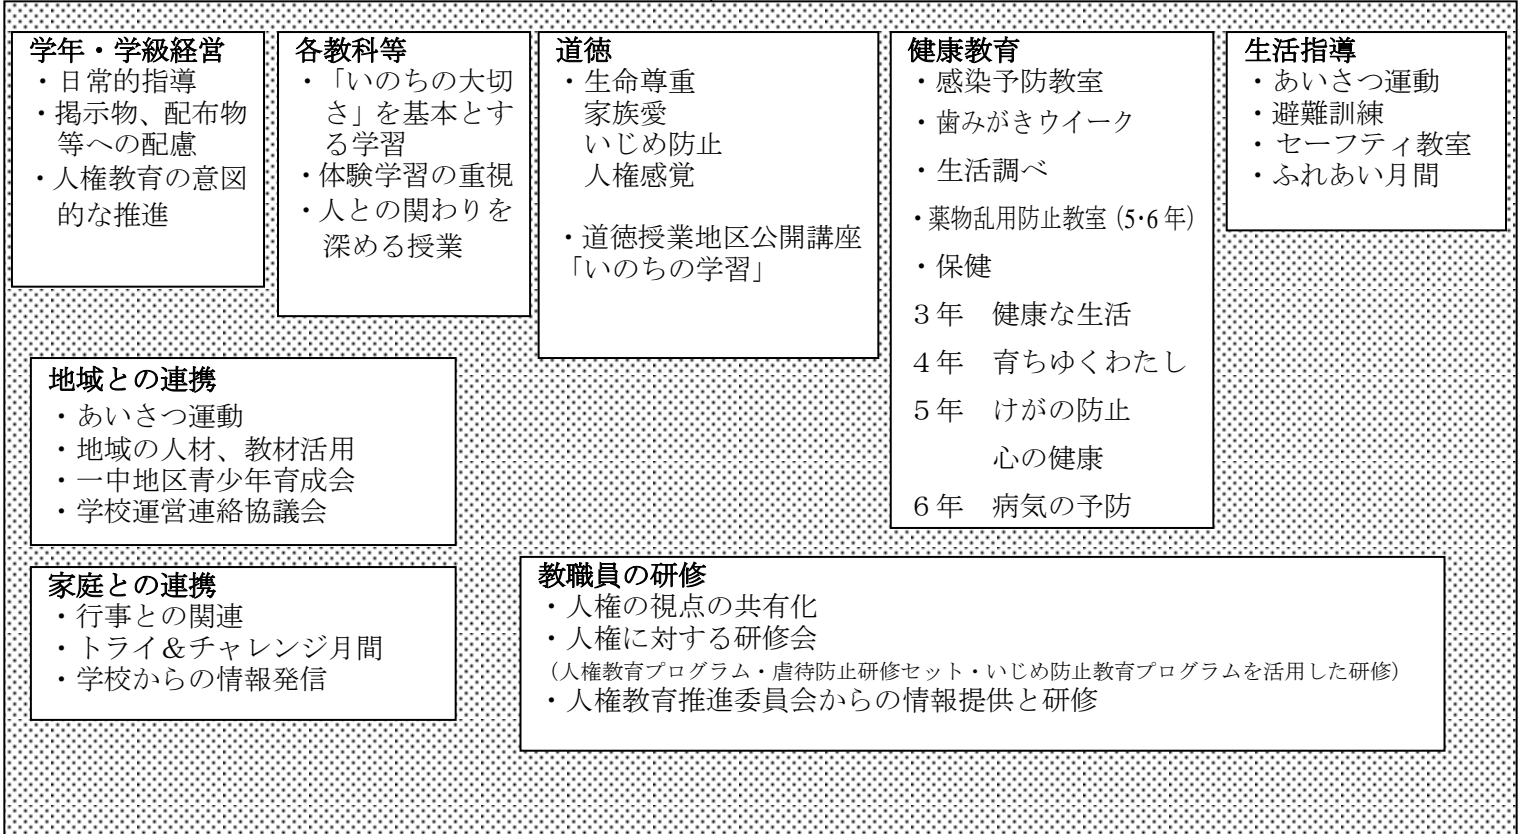 学年・学級経営
・日常的指導
・掲示物、配布物
等への配慮
・人権教育の意図
的な推進
各教科等
・「いのちの大切
さ」を基本とす
る学習
・体験学習の重視
・人との関わりを
深める授業
道徳
・生命尊重
家族愛
いじめ防止
人権感覚
・道徳授業地区公開講座
「いのちの学習」
健康教育
・感染予防教室
・歯みがきウイーク
・生活調べ
・薬物乱用防止教室（5･6 年）
・保健
３年　健康な生活
４年　育ちゆくわたし
５年　けがの防止
心の健康
６年　病気の予防
生活指導
・あいさつ運動
・避難訓練
・セーフティ教室
・ふれあい月間
地域との連携
・あいさつ運動
・地域の人材、教材活用
・一中地区青少年育成会
・学校運営連絡協議会
家庭との連携
・行事との関連
・トライ＆チャレンジ月間
・学校からの情報発信
教職員の研修
・人権の視点の共有化
・人権に対する研修会
（人権教育プログラム・虐待防止研修セット・いじめ防止教育プログラムを活用した研修）
・人権教育推進委員会からの情報提供と研修